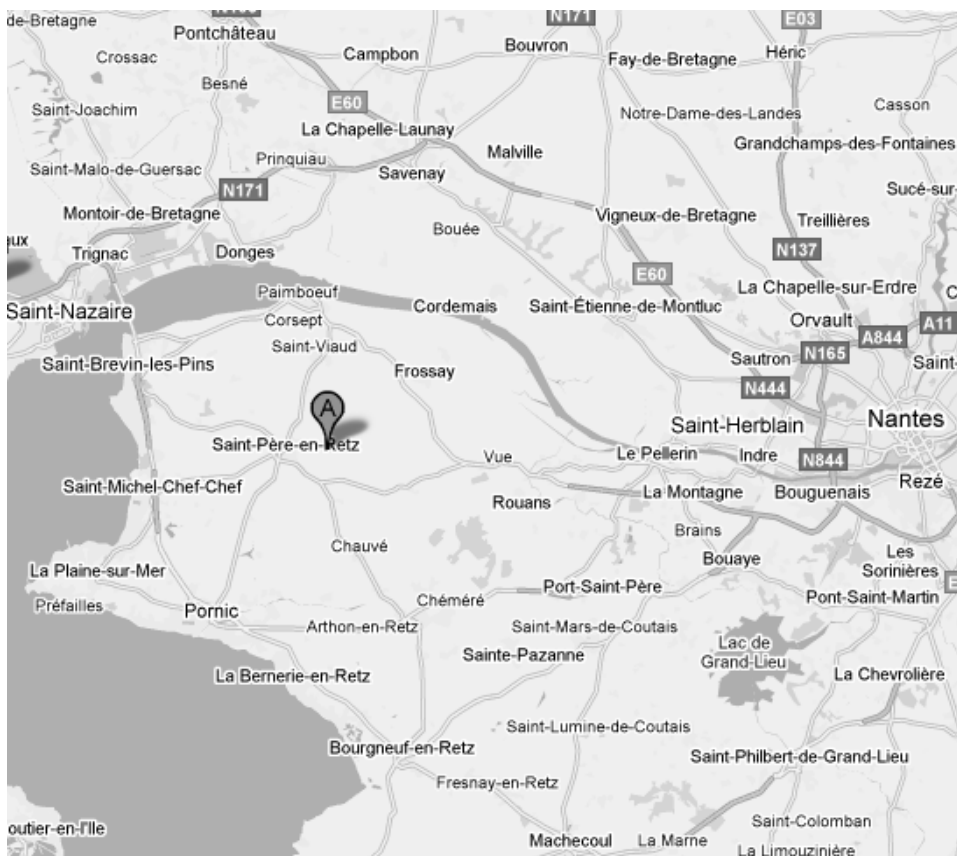 de-Bretagne
N171
E03
Pontchâteau
Bouvron
Héric
Crossac
Campbon
Fay-de-Bretagne
Besné
E60
Saint-Joachim
Notre-Dame-des-Landes
Casson
La Chapelle-Launay
Grandchamps-des-Fontaines
Malville
Prinquiau
Saint-Malo-de-Guersac
Savenay
N171
Sucé-sur-
Montoir-de-Bretagne
Vigneux-de-Bretagne
Treillières
Bouée
eux
Trignac
Donges
N137
E60
Paimboeuf
La Chapelle-sur-Erdre
Cordemais
Saint-Étienne-de-Montluc
C
Saint-Nazaire
Corsept
Orvault
A11
A844
Saint-Viaud
N165
Saint-
Sautron
Saint-Brevin-les-Pins
Frossay
N444
A
Nantes
Saint-Herblain
Saint-Père-en-Retz
Vue
Le Pellerin
Indre
N844
Rezé
Saint-Michel-Chef-Chef
La Montagne
Bouguenais
Rouans
Brains
Chauvé
Bouaye
Les
Sorinières
La Plaine-sur-Mer
E
Port-Saint-Père
Préfailles
Pornic
Chéméré
Pont-Saint-Martin
Arthon-en-Retz
Saint-Mars-de-Coutais
Lac de
Grand-Lieu
Sainte-Pazanne
La Bernerie-en-Retz
La Chevrolière
Saint-Lumine-de-Coutais
Bourgneuf-en-Retz
Saint-Philbert-de-Grand-Lieu
Fresnay-en-Retz
outier-en-l'Ile
Saint-Colomban
Machecoul
La Marne
La Limouzinière